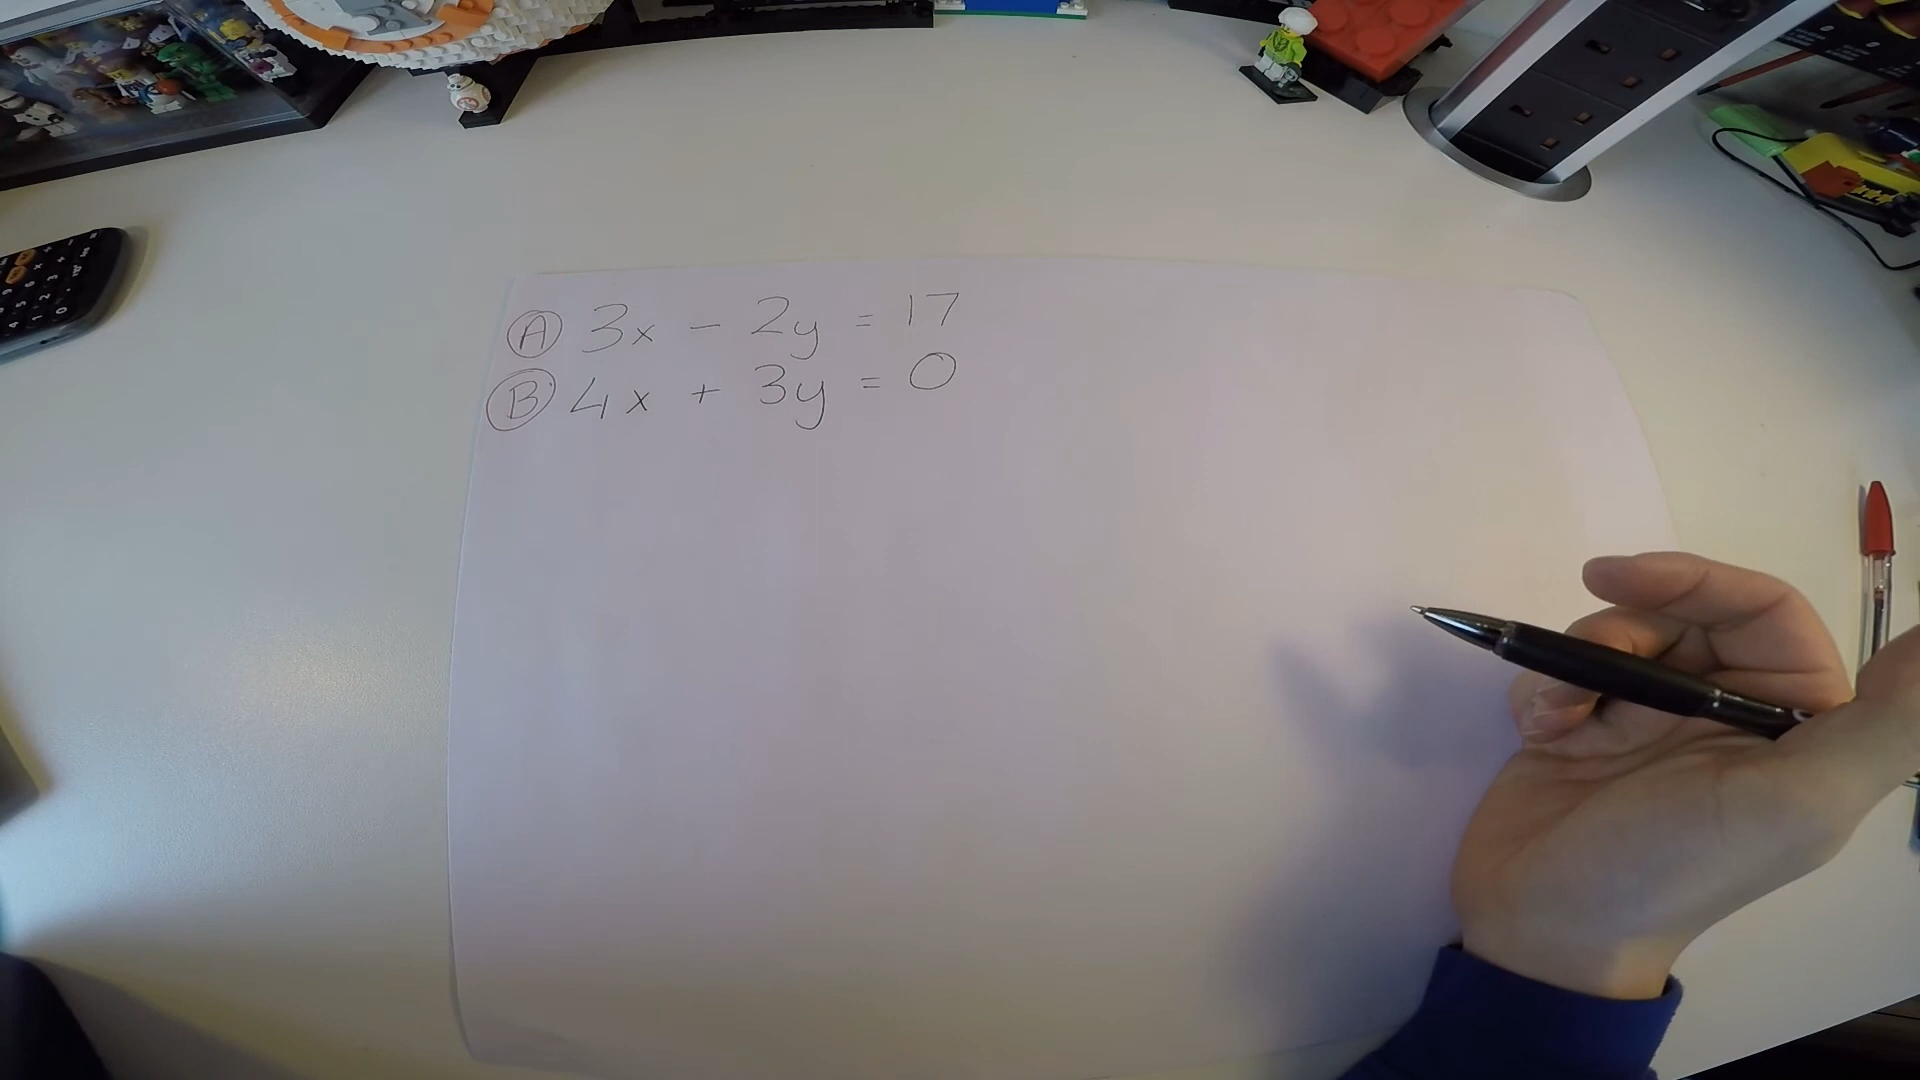 Ⓐ 3x - 2y = 17
Ⓑ 4x + 3y = 0